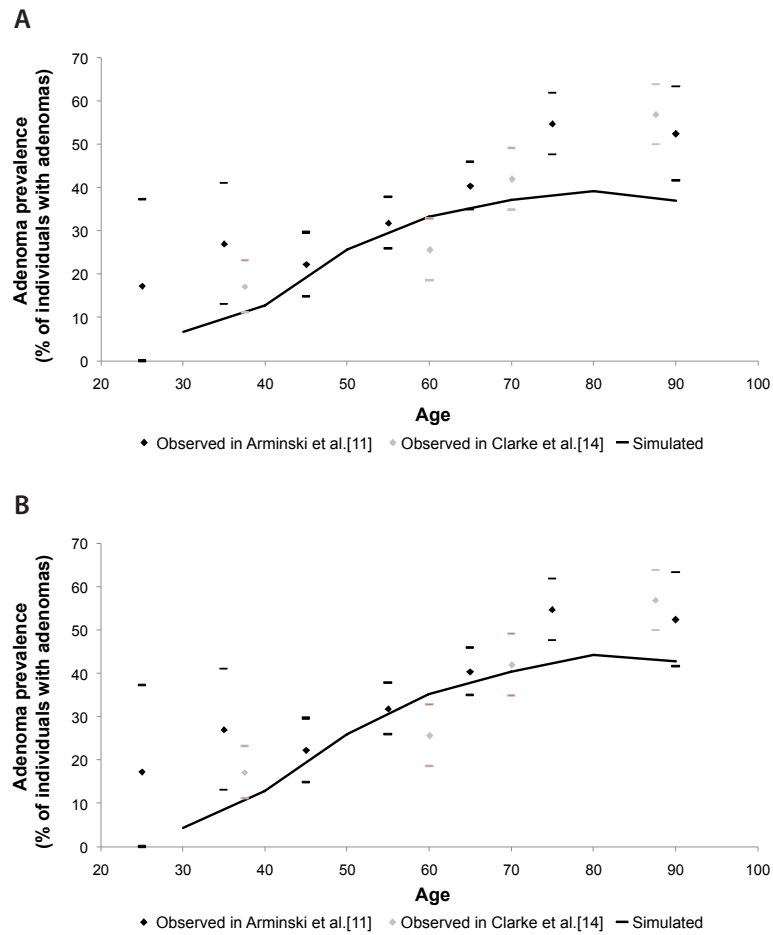 A
Adenoma prevalence
(% of individuals with adenomas)
70
60
50
40
30
20
10
0
20 30 40 50 60 70 80 90 100
Age
Observed in Arminski et al.[11] Observed in Clarke et al.[14] Simulated
B
Adenoma prevalence
(% of individuals with adenomas)
70
60
50
40
30
20
10
0
20 30 40 50 60 70 80 90 100
Age
Observed in Arminski et al.[11] Observed in Clarke et al.[14] Simulated